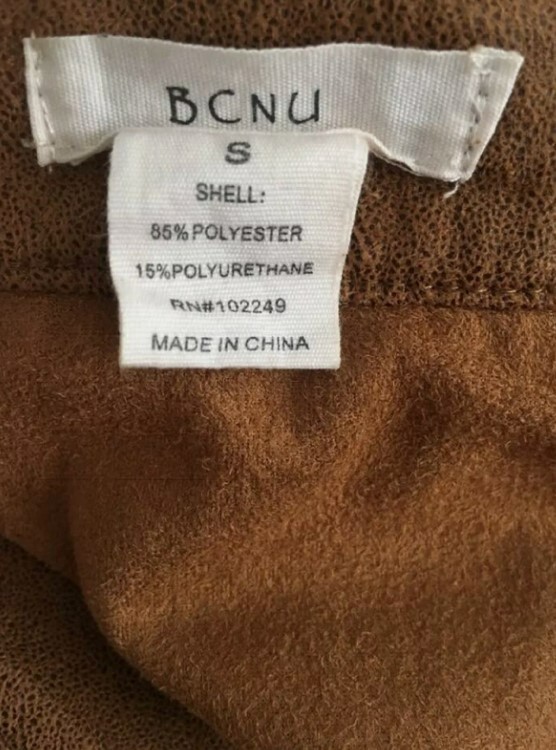 BCNU
S
SHELL:
85%POLYESTER
15%POLYURETHANE
RN#102249
MADE IN CHINA